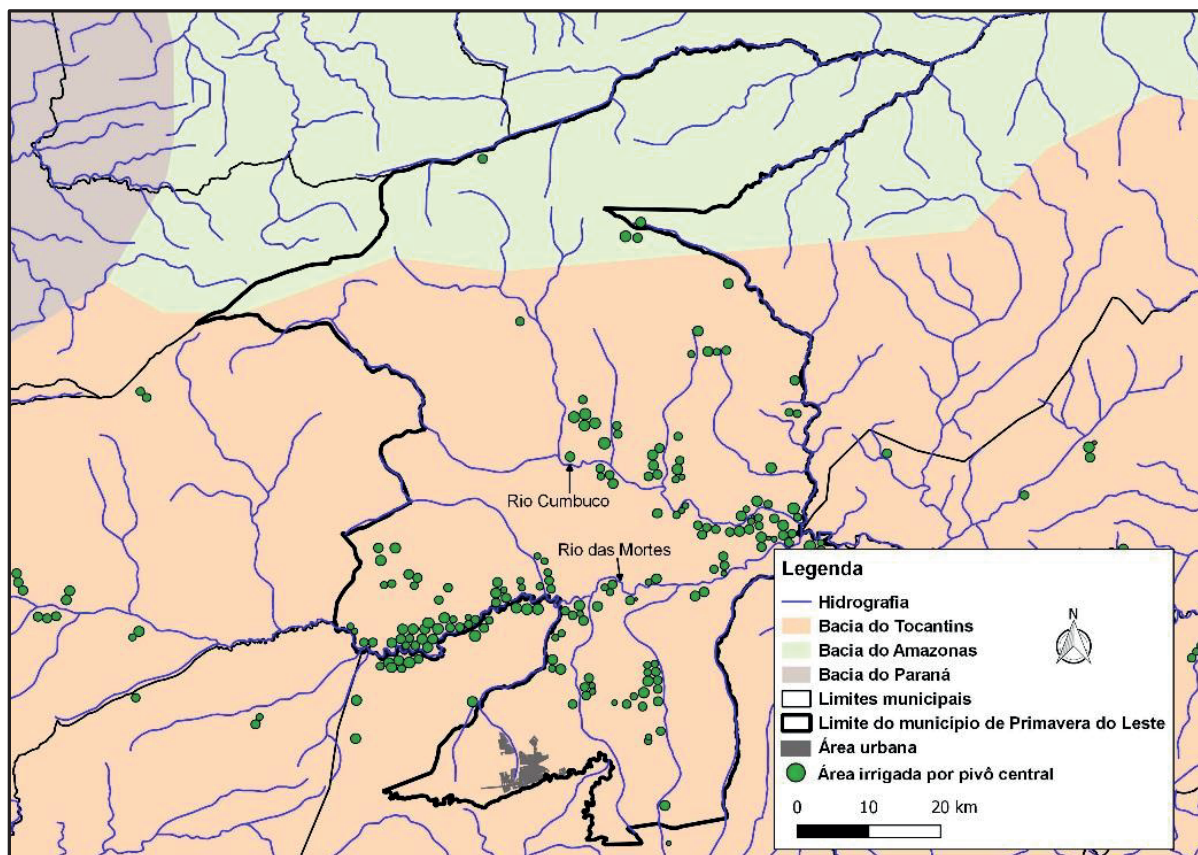 Rio Cumbuco
Rio das Mortes
Legenda
Hidrografia
Bacia do Tocantins
Bacia do Amazonas
Bacia do Paraná
Limites municipais
Limite do município de Primavera do Leste
Área urbana
Área irrigada por pivô central
N
0 10 20 km